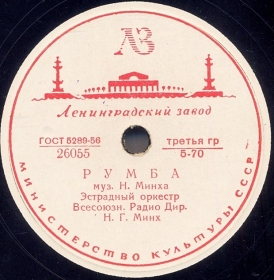 ЛЗ
Ленинградский завод
ГОСТ 5289-56
26055
третья гр
5-70
РУМБА
муз. Н. Минха
Эстрадный оркестр
Всесоюзн. Радио Дир.
Н. Г. Минх
МИНИСТЕРСТВО КУЛЬТУРЫ СССР